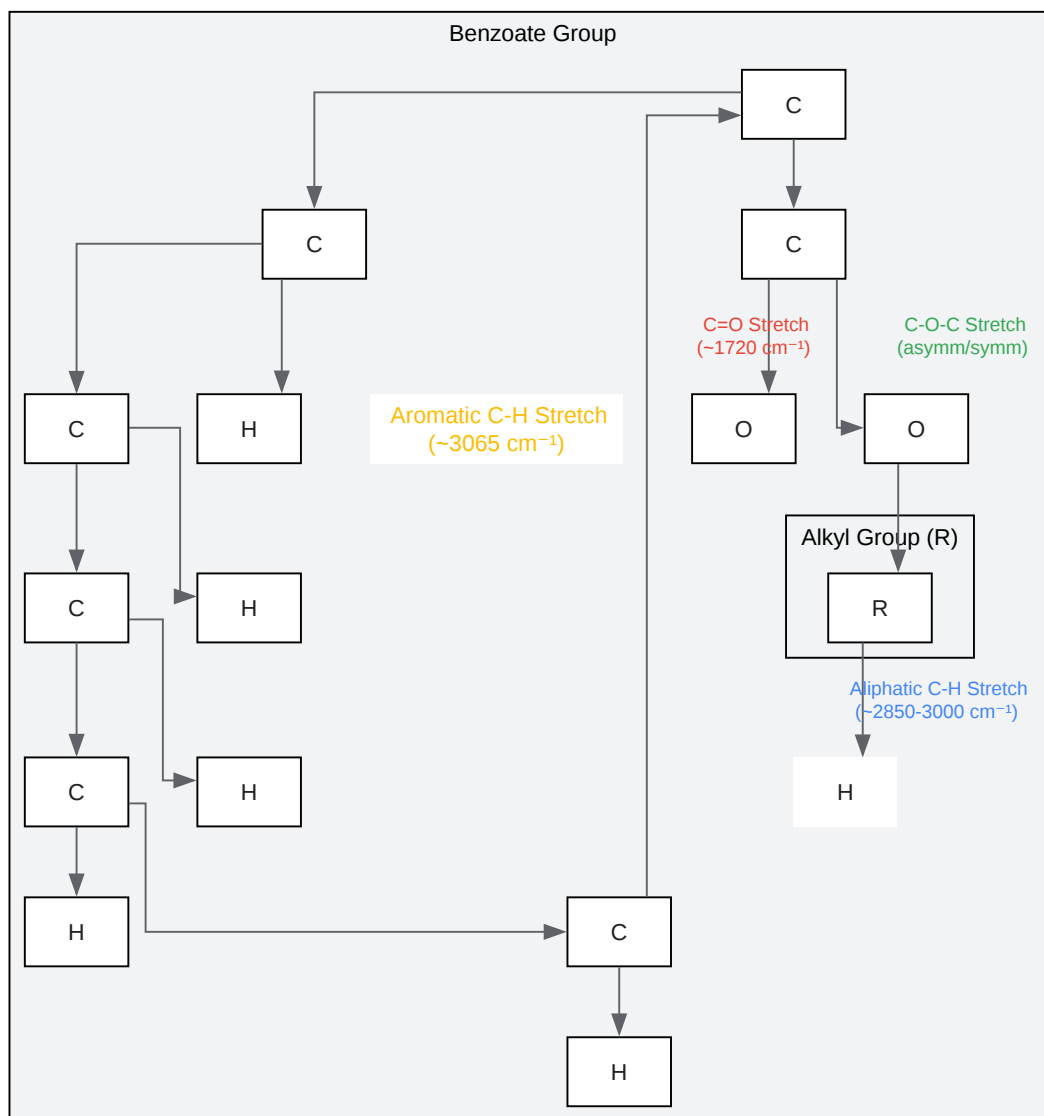 Benzoate Group
C
C
C
C=O Stretch
(~1720 cm⁻¹)
C-O-C Stretch
(asymm/symm)
C
H
Aromatic C-H Stretch
(~3065 cm⁻¹)
O
O
Alkyl Group (R)
C
H
R
Aliphatic C-H Stretch
(~2850-3000 cm⁻¹)
C
H
H
H
C
H